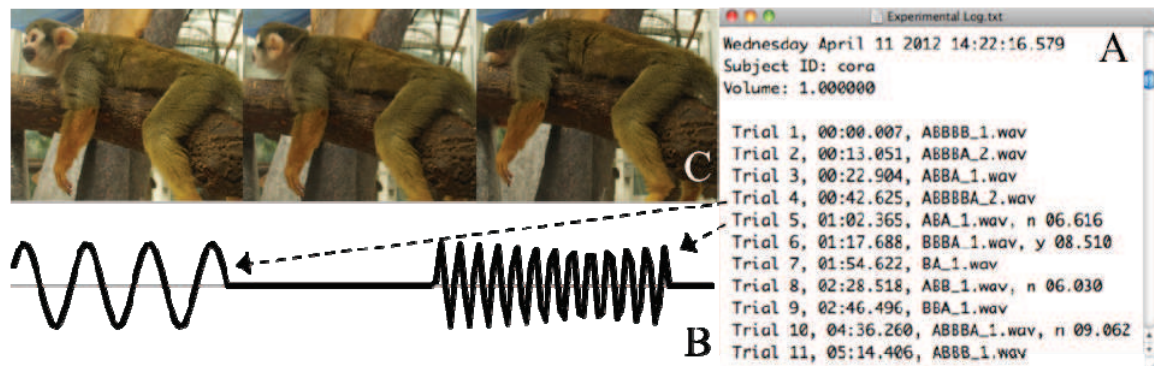 Experimental Log.txt
A
Wednesday April 11 2012 14:22:16.579
Subject ID: cora
Volume: 1.000000
Trial 1, 00:00.007, ABBBB_1.wav
Trial 2, 00:13.051, ABBBA_2.wav
Trial 3, 00:22.904, ABBA_1.wav
Trial 4, 00:42.625, ABBBBA_2.wav
Trial 5, 01:02.365, ABA_1.wav, n 06.616
Trial 6, 01:17.688, BBBA_1.wav, y 08.510
Trial 7, 01:54.622, BA_1.wav
Trial 8, 02:28.518, ABB_1.wav, n 06.030
Trial 9, 02:46.496, BBA_1.wav
Trial 10, 04:36.260, ABBBA_1.wav, n 09.062
Trial 11, 05:14.406, ABBB_1.wav
C
B